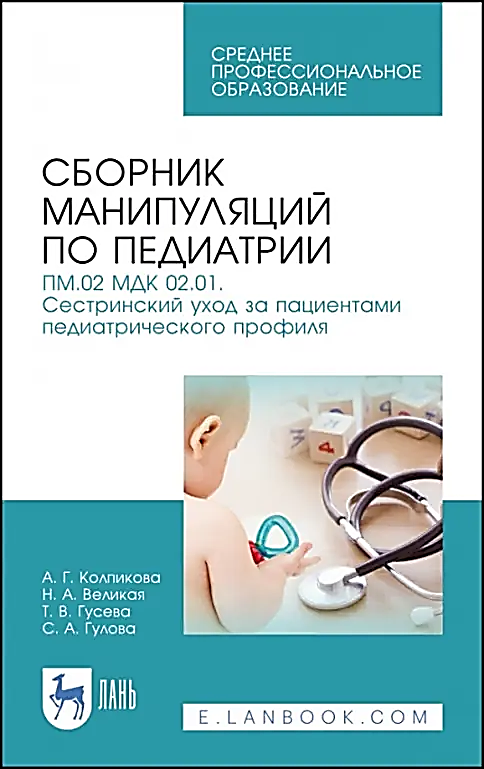 СРЕДНЕЕ
ПРОФЕССИОНАЛЬНОЕ
ОБРАЗОВАНИЕ
СБОРНИК
МАНИПУЛЯЦИЙ
ПО ПЕДИАТРИИ
ПМ.02 МДК 02.01.
Сестринский уход за пациентами
педиатрического профиля
А. Г. Колпикова
Н. А. Великая
Т. В. Гусева
С. А. Гулова
ЛАНЬ
E.LANBOOK.COM